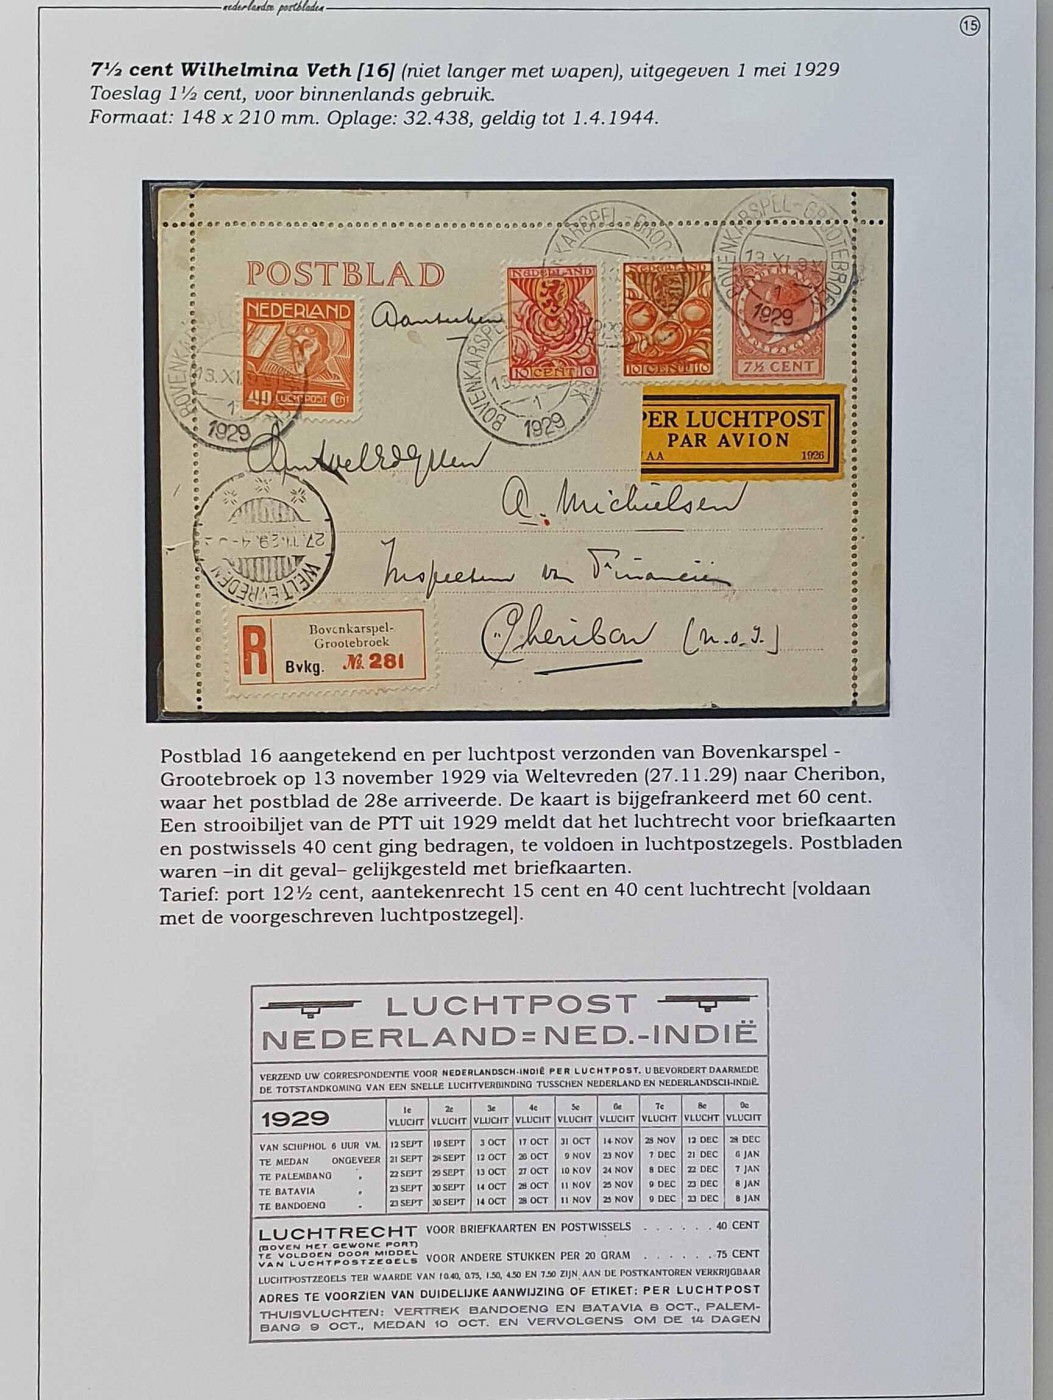 nederlandse postbladen
15
7½ cent Wilhelmina Veth [16] (niet langer met wapen), uitgegeven 1 mei 1929
Toeslag 1½ cent, voor binnenlands gebruik.
Formaat: 148 x 210 mm. Oplage: 32.438, geldig tot 1.4.1944.
POSTBLAD
NEDERLAND
40 LUCHTPOST CENT
Aantekenen
NEDERLAND
10 CENT 10
NEDERLAND
10 CENT 10
7½ CENT
BOVENKARSPEL-GROOTEBROEK
13.XI.9
1
1929
PER LUCHTPOST
PAR AVION
AA 1926
A. Michielsen
Inspecteur van Financiën
Cheribon (N.O.I.)
WELTEVREDEN
27.11.29.4-
R
Bovenkarspel-
Grootebroek
Bvkg. No. 281
Postblad 16 aangetekend en per luchtpost verzonden van Bovenkarspel -
Grootebroek op 13 november 1929 via Weltevreden (27.11.29) naar Cheribon,
waar het postblad de 28e arriveerde. De kaart is bijgefrankeerd met 60 cent.
Een strooibiljet van de PTT uit 1929 meldt dat het luchtrecht voor briefkaarten
en postwissels 40 cent ging bedragen, te voldoen in luchtpostzegels. Postbladen
waren –in dit geval– gelijkgesteld met briefkaarten.
Tarief: port 12½ cent, aantekenrecht 15 cent en 40 cent luchtrecht [voldaan
met de voorgeschreven luchtpostzegel].
LUCHTPOST
NEDERLAND=NED.-INDIË
VERZEND UW CORRESPONDENTIE VOOR NEDERLANDSCH-INDIË PER LUCHTPOST. U BEVORDERT DAARMEDE
DE TOTSTANDKOMING VAN EEN SNELLE LUCHTVERBINDING TUSSCHEN NEDERLAND EN NEDERLANDSCH-INDIË.
1929 1e VLUCHT 2e VLUCHT 3e VLUCHT 4e VLUCHT 5e VLUCHT 6e VLUCHT 7e VLUCHT 8e VLUCHT 9e VLUCHT
VAN SCHIPHOL 6 UUR VM. 12 SEPT 19 SEPT 3 OCT 17 OCT 31 OCT 14 NOV 28 NOV 12 DEC 28 DEC
TE MEDAN ONGEVEER 21 SEPT 28 SEPT 12 OCT 26 OCT 9 NOV 23 NOV 7 DEC 21 DEC 6 JAN
TE PALEMBANG " 22 SEPT 29 SEPT 13 OCT 27 OCT 10 NOV 24 NOV 8 DEC 22 DEC 7 JAN
TE BATAVIA " 23 SEPT 30 SEPT 14 OCT 28 OCT 11 NOV 25 NOV 9 DEC 23 DEC 8 JAN
TE BANDOENG " 23 SEPT 30 SEPT 14 OCT 28 OCT 11 NOV 25 NOV 9 DEC 23 DEC 8 JAN
LUCHTRECHT VOOR BRIEFKAARTEN EN POSTWISSELS . . . . . . 40 CENT
(BOVEN HET GEWONE PORT)
TE VOLDOEN DOOR MIDDEL
VAN LUCHTPOSTZEGELS VOOR ANDERE STUKKEN PER 20 GRAM . . . . . . 75 CENT
LUCHTPOSTZEGELS TER WAARDE VAN f 0.40, 0.75, 1.50, 4.50 EN 7.50 ZIJN AAN DE POSTKANTOREN VERKRIJGBAAR
ADRES TE VOORZIEN VAN DUIDELIJKE AANWIJZING OF ETIKET: PER LUCHTPOST
THUISVLUCHTEN: VERTREK BANDOENG EN BATAVIA 8 OCT., PALEM-
BANG 9 OCT., MEDAN 10 OCT. EN VERVOLGENS OM DE 14 DAGEN